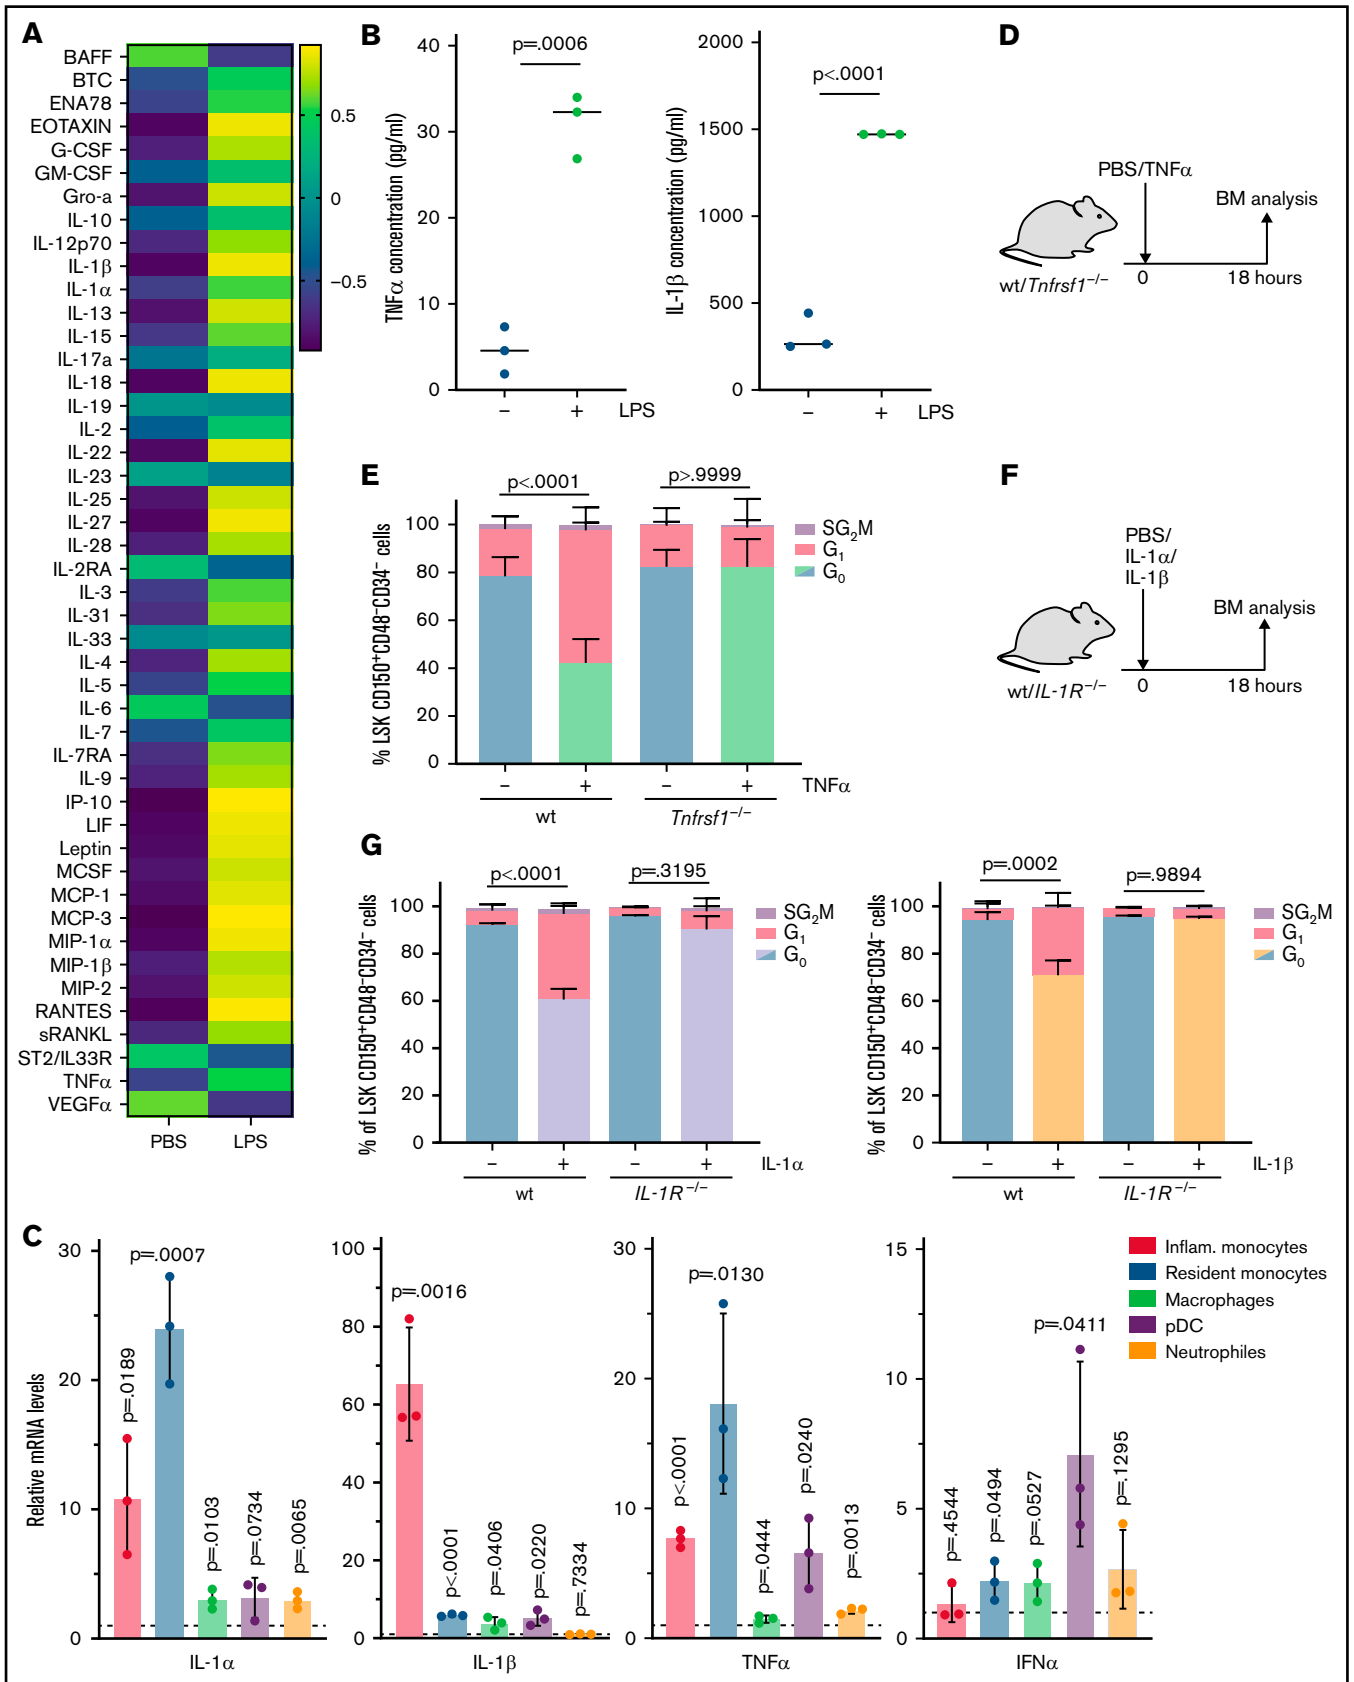 A
BAFF
BTC
ENA78
EOTAXIN
G-CSF
GM-CSF
Gro-a
IL-10
IL-12p70
IL-1β
IL-1α
IL-13
IL-15
IL-17a
IL-18
IL-19
IL-2
IL-22
IL-23
IL-25
IL-27
IL-28
IL-2RA
IL-3
IL-31
IL-33
IL-4
IL-5
IL-6
IL-7
IL-7RA
IL-9
IP-10
LIF
Leptin
MCSF
MCP-1
MCP-3
MIP-1α
MIP-1β
MIP-2
RANTES
sRANKL
ST2/IL33R
TNFα
VEGFα
PBS LPS
0.5
0
−0.5
B
TNFα concentration (pg/ml)
40
30
20
10
0
p=.0006
− + LPS
IL-1β concentration (pg/ml)
2000
1500
1000
500
0
p<.0001
− + LPS
D
PBS/TNFα
BM analysis
wt/Tnfrsf1−/−
0 18 hours
E
% LSK CD150+CD48−CD34− cells
100
80
60
40
20
0
p<.0001
p>.9999
SG2M
G1
G0
− + − + TNFα
wt Tnfrsf1−/−
F
PBS/
IL-1α/
IL-1β
BM analysis
wt/IL-1R−/−
0 18 hours
G
% of LSK CD150+CD48−CD34− cells
100
80
60
40
20
0
p<.0001
p=.3195
SG2M
G1
G0
− + − + IL-1α
wt IL-1R−/−
% of LSK CD150+CD48−CD34− cells
100
80
60
40
20
0
p=.0002
p=.9894
SG2M
G1
G0
− + − + IL-1β
wt IL-1R−/−
C
Relative mRNA levels
30
20
10
0
p=.0189
p=.0007
p=.0103
p=.0734
p=.0065
IL-1α
100
80
60
40
20
0
p=.0016
p<.0001
p=.0406
p=.0220
p=.7334
IL-1β
30
20
10
0
p<.0001
p=.0130
p=.0444
p=.0240
p=.0013
TNFα
15
10
5
0
p=.4544
p=.0494
p=.0527
p=.0411
p=.1295
IFNα
Inflam. monocytes
Resident monocytes
Macrophages
pDC
Neutrophiles